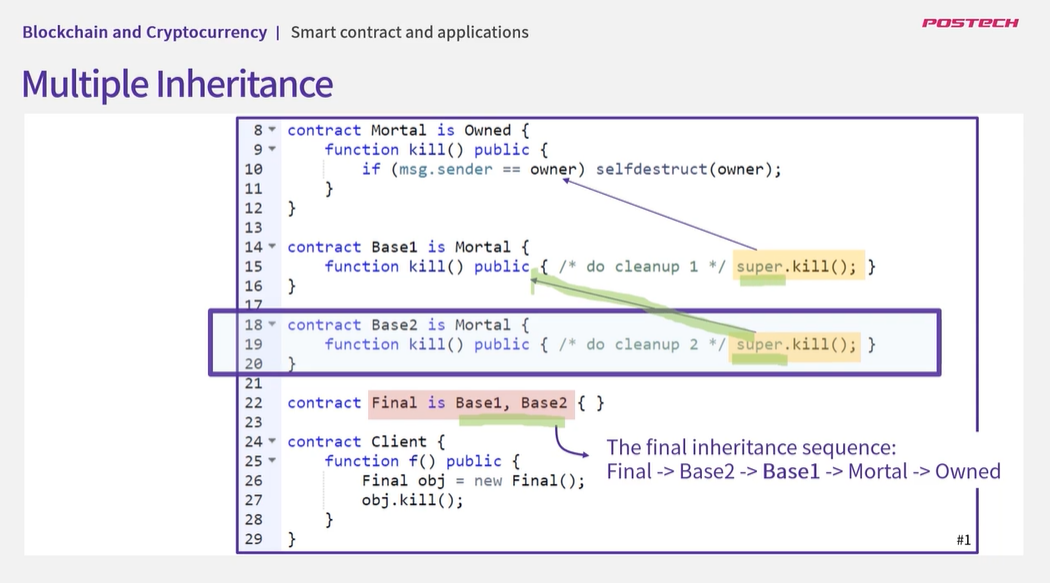 Blockchain and Cryptocurrency | Smart contract and applications
POSTECH
Multiple Inheritance
8 contract Mortal is Owned {
9 function kill() public {
10 if (msg.sender == owner) selfdestruct(owner);
11 }
12 }
13
14 contract Base1 is Mortal {
15 function kill() public { /* do cleanup 1 */ super.kill(); }
16 }
17
18 contract Base2 is Mortal {
19 function kill() public { /* do cleanup 2 */ super.kill(); }
20 }
21
22 contract Final is Base1, Base2 { }
23
24 contract Client {
25 function f() public {
26 Final obj = new Final();
27 obj.kill();
28 }
29 }
The final inheritance sequence:
Final -> Base2 -> Base1 -> Mortal -> Owned
#1